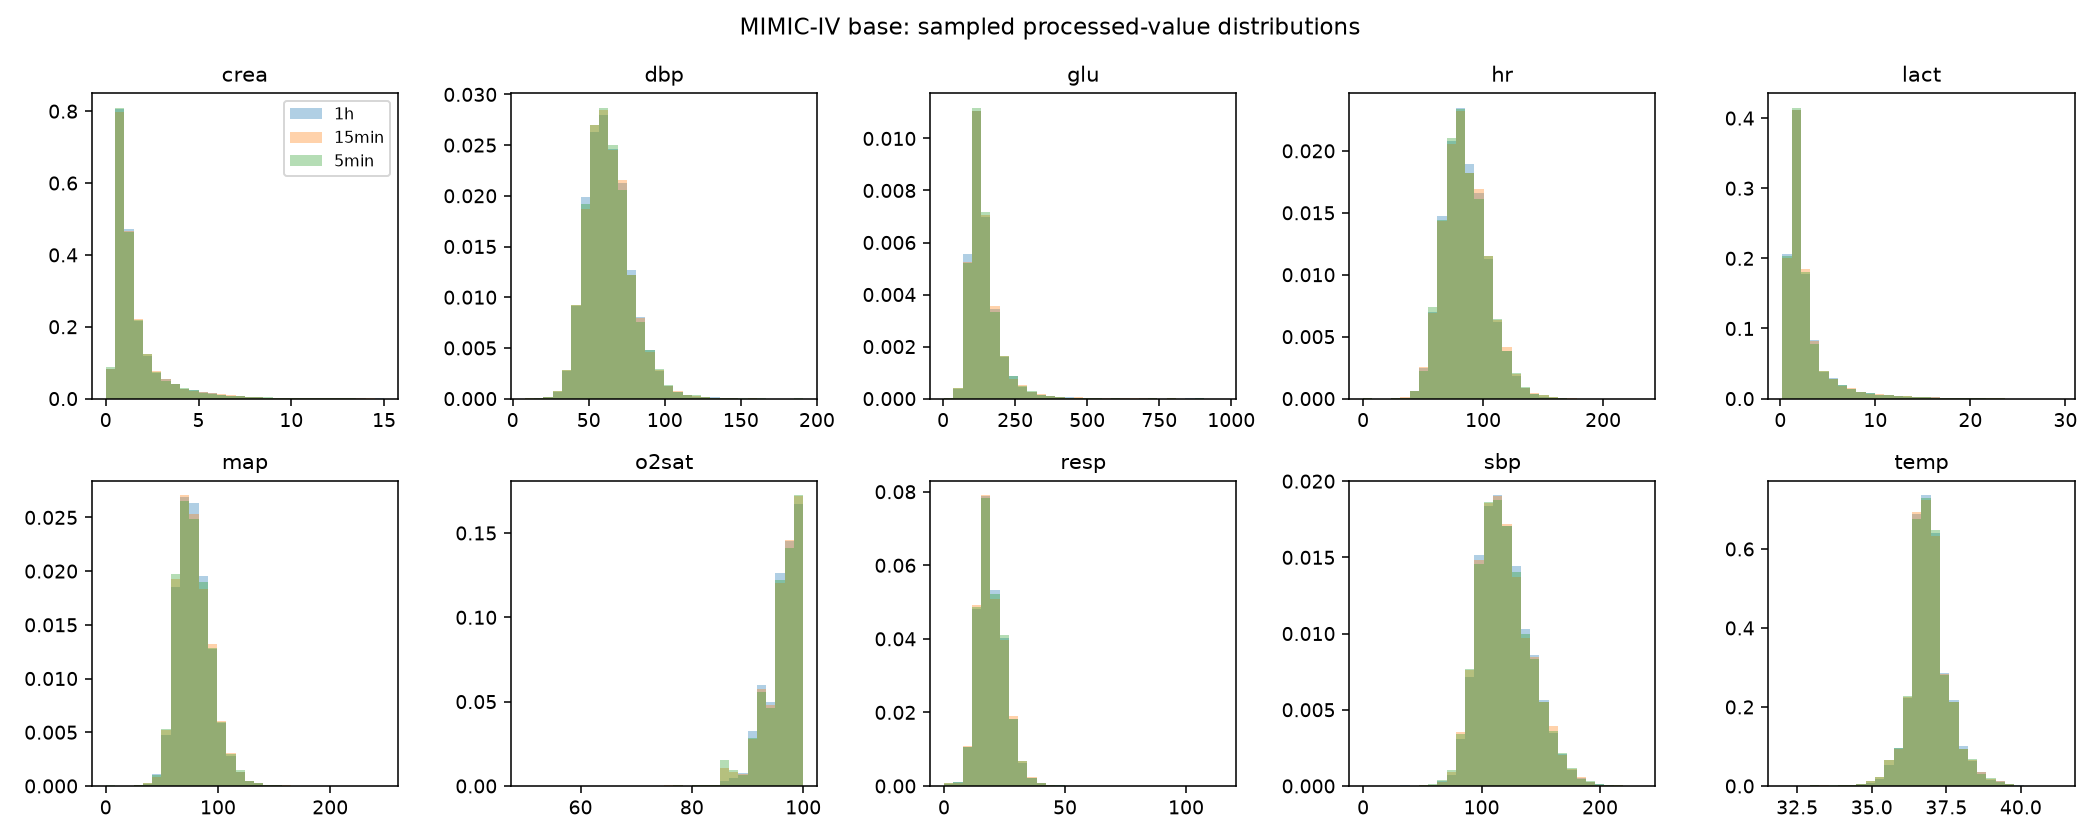 MIMIC-IV base: sampled processed-value distributions
crea
0.8
0.6
0.4
0.2
0.0
0 5 10 15
1h
15min
5min
dbp
0.030
0.025
0.020
0.015
0.010
0.005
0.000
0 50 100 150 200
glu
0.010
0.008
0.006
0.004
0.002
0.000
0 250 500 750 1000
hr
0.020
0.015
0.010
0.005
0.000
0 100 200
lact
0.4
0.3
0.2
0.1
0.0
0 10 20 30
map
0.025
0.020
0.015
0.010
0.005
0.000
0 100 200
o2sat
0.15
0.10
0.05
0.00
60 80 100
resp
0.08
0.06
0.04
0.02
0.00
0 50 100
sbp
0.020
0.015
0.010
0.005
0.000
0 100 200
temp
0.6
0.4
0.2
0.0
32.5 35.0 37.5 40.0